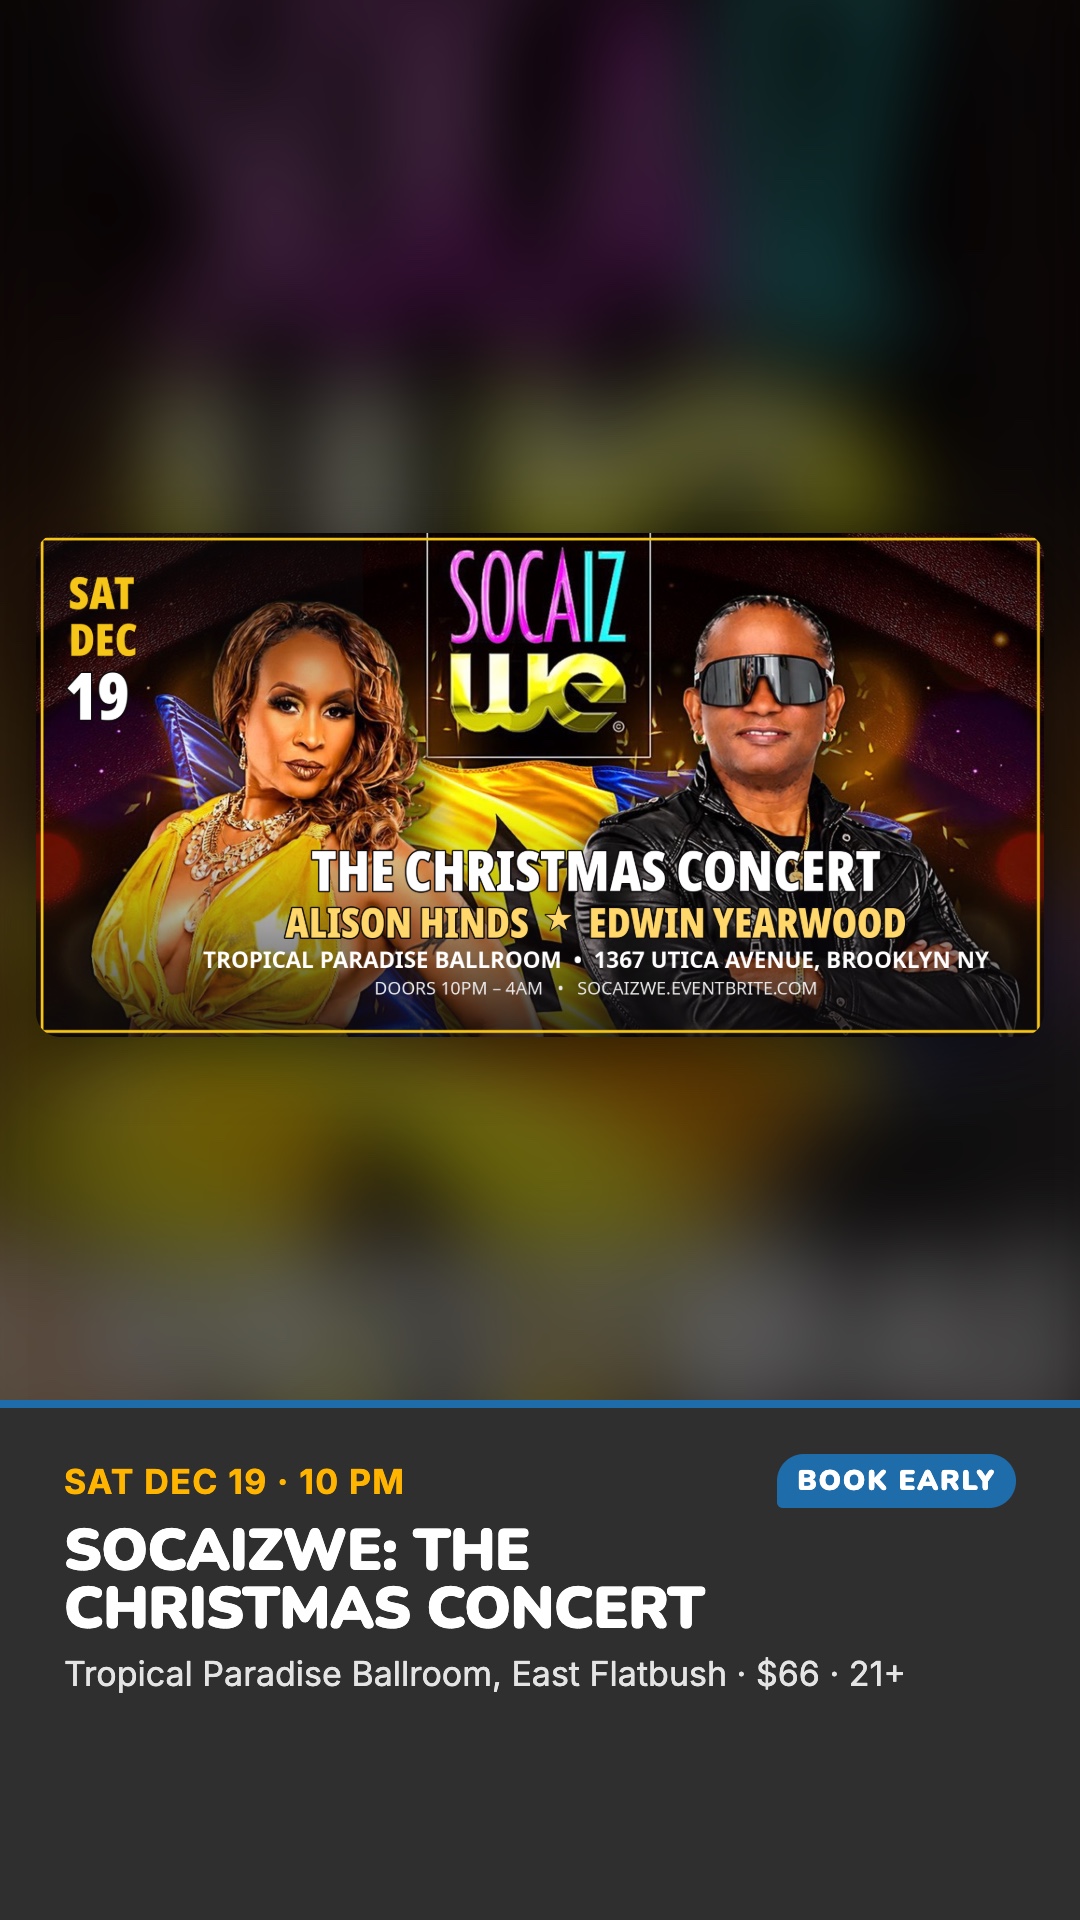 SAT
DEC
19
SOCAIZ
we
©
THE CHRISTMAS CONCERT
ALISON HINDS ★ EDWIN YEARWOOD
TROPICAL PARADISE BALLROOM • 1367 UTICA AVENUE, BROOKLYN NY
DOORS 10PM – 4AM • SOCAIZWE.EVENTBRITE.COM
SAT DEC 19 · 10 PM
BOOK EARLY
SOCAIZWE: THE
CHRISTMAS CONCERT
Tropical Paradise Ballroom, East Flatbush · $66 · 21+